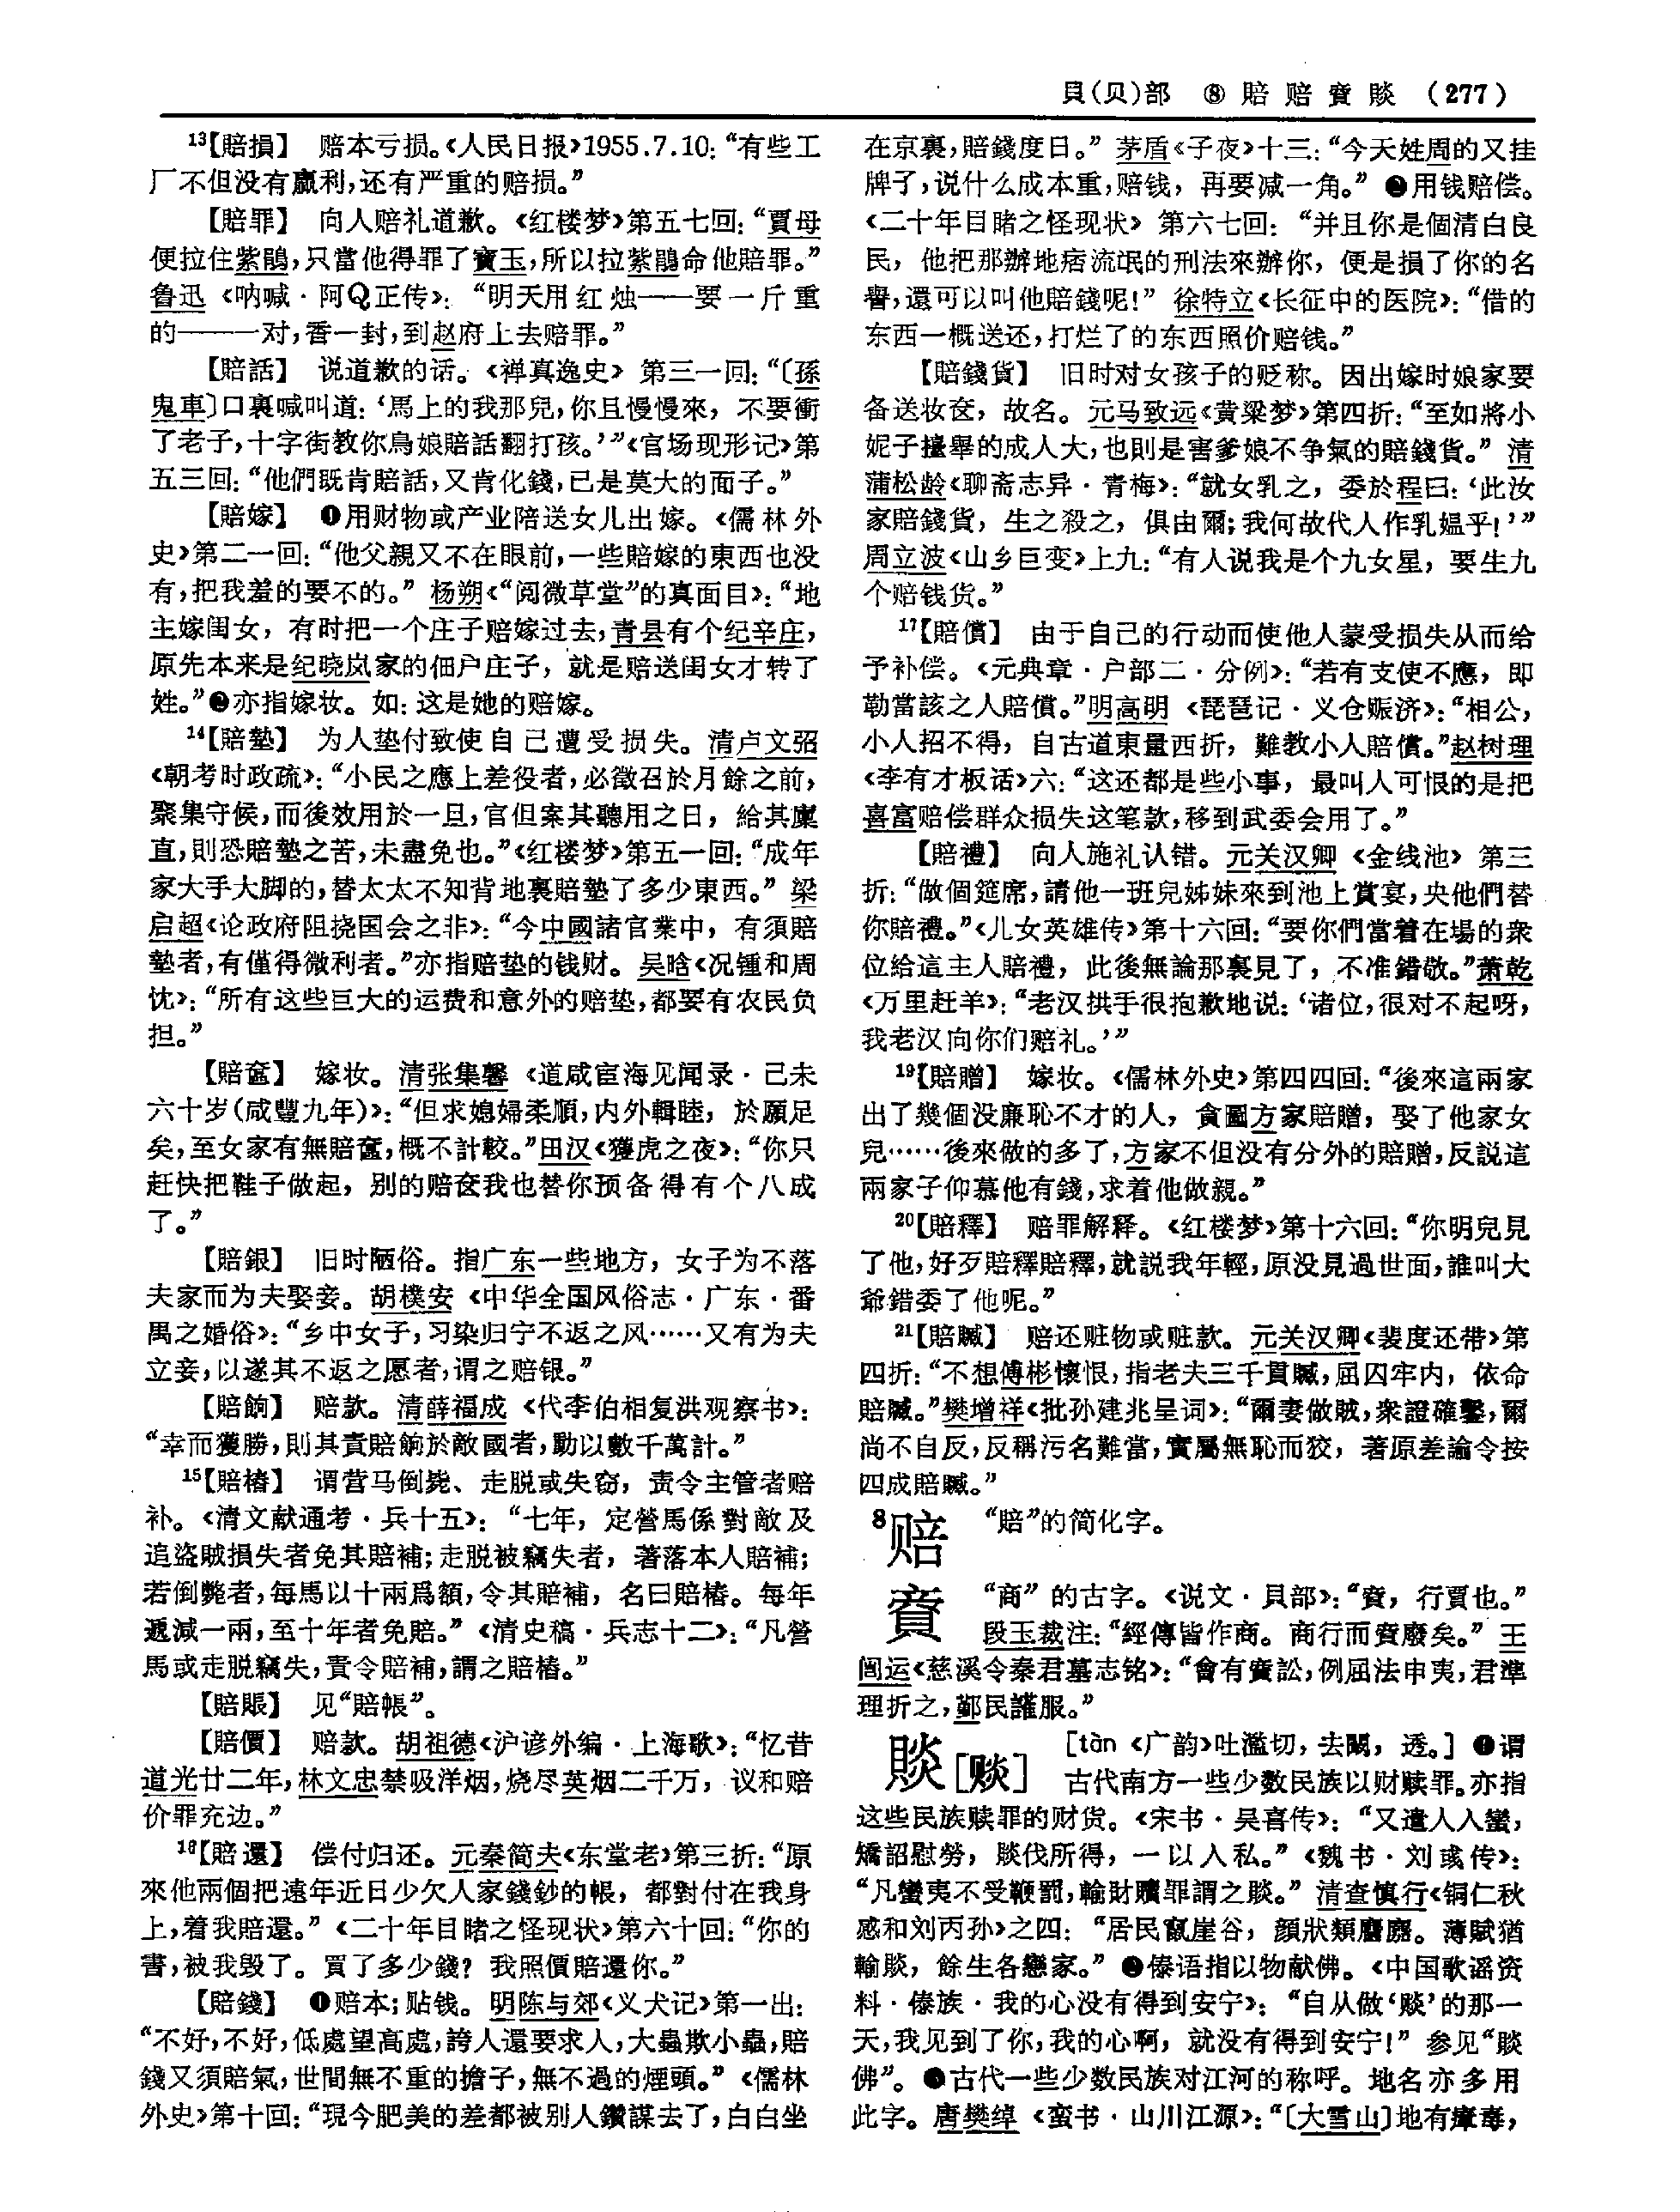 貝(贝)部 ⑧ 賠 赔 賫 賧 (277)
13【賠損】 赔本亏损。《人民日报》1955.7.10:“有些工
厂不但没有赢利,还有严重的赔损。”
【賠罪】 向人赔礼道歉。《红楼梦》第五七回:“賈母
便拉住紫鵑,只當他得罪了寶玉,所以拉紫鵑命他賠罪。”
鲁迅《呐喊·阿Q正传》:“明天用红烛——要一斤重
的——一对,香一封,到赵府上去赔罪。”
【賠話】 说道歉的话。《禅真逸史》第三一回:“〔孫
鬼車〕口裏喊叫道:‘馬上的我那兒,你且慢慢來,不要衝
了老子,十字街教你鳥娘賠話翻打孩。’”《官场现形记》第
五三回:“他們既肯賠話,又肯化錢,已是莫大的面子。”
【賠嫁】 ❶用财物或产业陪送女儿出嫁。《儒林外
史》第二一回:“他父親又不在眼前,一些賠嫁的東西也没
有,把我羞的要不的。”杨朔《“阅微草堂”的真面目》:“地
主嫁闺女,有时把一个庄子赔嫁过去,青县有个纪辛庄,
原先本来是纪晓岚家的佃户庄子,就是赔送闺女才转了
姓。”❷亦指嫁妆。如:这是她的赔嫁。
14【賠墊】 为人垫付致使自己遭受损失。清卢文弨
《朝考时政疏》:“小民之應上差役者,必徵召於月餘之前,
聚集守候,而後效用於一旦,官但案其聽用之日,給其廩
直,則恐賠墊之苦,未盡免也。”《红楼梦》第五一回:“成年
家大手大脚的,替太太不知背地裏賠墊了多少東西。”梁
启超《论政府阻挠国会之非》:“今中國諸官業中,有須賠
墊者,有僅得微利者。”亦指赔垫的钱财。吴晗《况锺和周
忱》:“所有这些巨大的运费和意外的赔垫,都要有农民负
担。”
【賠奩】 嫁妆。清张集馨《道咸宦海见闻录·己未
六十岁(咸豐九年)》:“但求媳婦柔順,内外輯睦,於願足
矣,至女家有無賠奩,概不計較。”田汉《獲虎之夜》:“你只
赶快把鞋子做起,别的赔奁我也替你预备得有个八成
了。”
【賠銀】 旧时陋俗。指广东一些地方,女子为不落
夫家而为夫娶妾。胡樸安《中华全国风俗志·广东·番
禺之婚俗》:“乡中女子,习染归宁不返之风……又有为夫
立妾,以遂其不返之愿者,谓之赔银。”
【賠餉】 赔款。清薛福成《代李伯相复洪观察书》:
“幸而獲勝,則其責賠餉於敵國者,動以數千萬計。”
15【賠樁】 谓营马倒毙、走脱或失窃,责令主管者赔
补。《清文献通考·兵十五》:“七年,定營馬係對敵及
追盜賊損失者免其賠補;走脱被竊失者,著落本人賠補;
若倒斃者,每馬以十兩爲額,令其賠補,名曰賠樁。每年
遞減一兩,至十年者免賠。”《清史稿·兵志十二》:“凡營
馬或走脱竊失,責令賠補,謂之賠樁。”
【賠賬】 见“賠帳”。
【賠價】 赔款。胡祖德《沪谚外编·上海歌》:“忆昔
道光廿二年,林文忠禁吸洋烟,烧尽英烟二千万,议和赔
价罪充边。”
16【賠還】 偿付归还。元秦简夫《东堂老》第三折:“原
來他兩個把遠年近日少欠人家錢鈔的帳,都對付在我身
上,着我賠還。”《二十年目睹之怪现状》第六十回:“你的
書,被我毁了。買了多少錢?我照價賠還你。”
【賠錢】 ❶赔本;贴钱。明陈与郊《义犬记》第一出:
“不好,不好,低處望高處,誇人還要求人,大蟲欺小蟲,賠
錢又須賠氣,世間無不重的擔子,無不過的煙頭。”《儒林
外史》第十回:“現今肥美的差都被别人鑽謀去了,白白坐
在京裏,賠錢度日。”茅盾《子夜》十三:“今天姓周的又挂
牌子,说什么成本重,赔钱,再要减一角。”❷用钱赔偿。
《二十年目睹之怪现状》第六七回:“并且你是個清白良
民,他把那辦地痞流氓的刑法來辦你,便是損了你的名
譽,還可以叫他賠錢呢!”徐特立《长征中的医院》:“借的
东西一概送还,打烂了的东西照价赔钱。”
【賠錢貨】 旧时对女孩子的贬称。因出嫁时娘家要
备送妆奁,故名。元马致远《黄粱梦》第四折:“至如將小
妮子擡舉的成人大,也則是害爹娘不争氣的賠錢貨。”清
蒲松龄《聊斋志异·青梅》:“就女乳之,委於程曰:‘此汝
家賠錢貨,生之殺之,俱由爾;我何故代人作乳媪乎!’”
周立波《山乡巨变》上九:“有人说我是个九女星,要生九
个赔钱货。”
17【賠償】 由于自己的行动而使他人蒙受损失从而给
予补偿。《元典章·户部二·分例》:“若有支使不應,即
勒當該之人賠償。”明高明《琵琶记·义仓赈济》:“相公,
小人招不得,自古道東量西折,難教小人賠償。”赵树理
《李有才板话》六:“这还都是些小事,最叫人可恨的是把
喜富赔偿群众损失这笔款,移到武委会用了。”
【賠禮】 向人施礼认错。元关汉卿《金线池》第三
折:“做個筵席,請他一班兒姊妹來到池上賞宴,央他們替
你賠禮。”《儿女英雄传》第十六回:“要你們當着在場的衆
位給這主人賠禮,此後無論那裏見了,不准錯敬。”萧乾
《万里赶羊》:“老汉拱手很抱歉地说:‘诸位,很对不起呀,
我老汉向你们赔礼。’”
19【賠贈】 嫁妆。《儒林外史》第四四回:“後來這兩家
出了幾個没廉恥不才的人,貪圖方家賠贈,娶了他家女
兒……後來做的多了,方家不但没有分外的賠贈,反説這
兩家子仰慕他有錢,求着他做親。”
20【賠釋】 赔罪解释。《红楼梦》第十六回:“你明兒見
了他,好歹賠釋賠釋,就説我年輕,原没見過世面,誰叫大
爺錯委了他呢。”
21【賠贓】 赔还赃物或赃款。元关汉卿《裴度还带》第
四折:“不想傅彬懷恨,指老夫三千貫贓,屈囚牢内,依命
賠贓。”樊增祥《批孙建兆呈词》:“爾妻做賊,衆證確鑿,爾
尚不自反,反稱污名難當,實屬無恥而狡,著原差諭令按
四成賠贓。”
8赔 “賠”的简化字。
賫 “商”的古字。《说文·貝部》:“賫,行賈也。”
段玉裁注:“經傳皆作商。商行而賫廢矣。”王
闿运《慈溪令秦君墓志铭》:“會有賫訟,例屈法申夷,君準
理折之,鄞民讙服。”
賧[赕] [tàn《广韵》吐濫切,去闞,透。]❶谓
古代南方一些少数民族以财赎罪。亦指
这些民族赎罪的财货。《宋书·吴喜传》:“又遣人入蠻,
矯詔慰勞,賧伐所得,一以入私。”《魏书·刘彧传》:
“凡蠻夷不受鞭罰,輸財贖罪謂之賧。”清查慎行《铜仁秋
感和刘丙孙》之四:“居民竄崖谷,顔狀類麏麚。薄賦猶
輸賧,餘生各戀家。”❷傣语指以物献佛。《中国歌谣资
料·傣族·我的心没有得到安宁》:“自从做‘赕’的那一
天,我见到了你,我的心啊,就没有得到安宁!”参见“賧
佛”。❸古代一些少数民族对江河的称呼。地名亦多用
此字。唐樊绰《蛮书·山川江源》:“〔大雪山〕地有瘴毒,